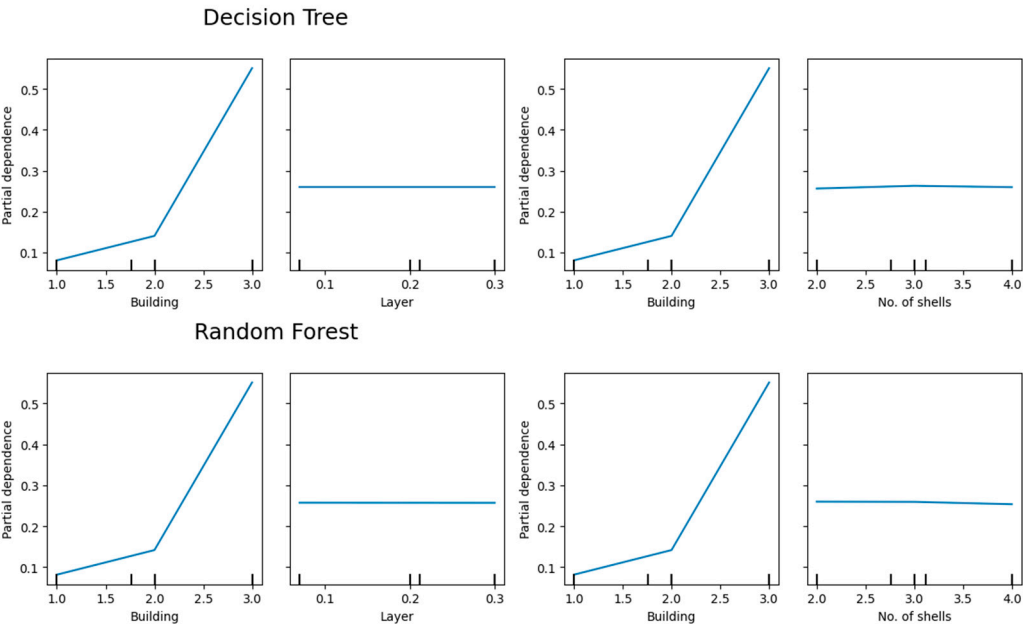 Decision Tree
Partial dependence
0.5
0.4
0.3
0.2
0.1
1.0 1.5 2.0 2.5 3.0
Building
0.1 0.2 0.3
Layer
Partial dependence
0.5
0.4
0.3
0.2
0.1
1.0 1.5 2.0 2.5 3.0
Building
2.0 2.5 3.0 3.5 4.0
No. of shells
Random Forest
Partial dependence
0.5
0.4
0.3
0.2
0.1
1.0 1.5 2.0 2.5 3.0
Building
0.1 0.2 0.3
Layer
Partial dependence
0.5
0.4
0.3
0.2
0.1
1.0 1.5 2.0 2.5 3.0
Building
2.0 2.5 3.0 3.5 4.0
No. of shells